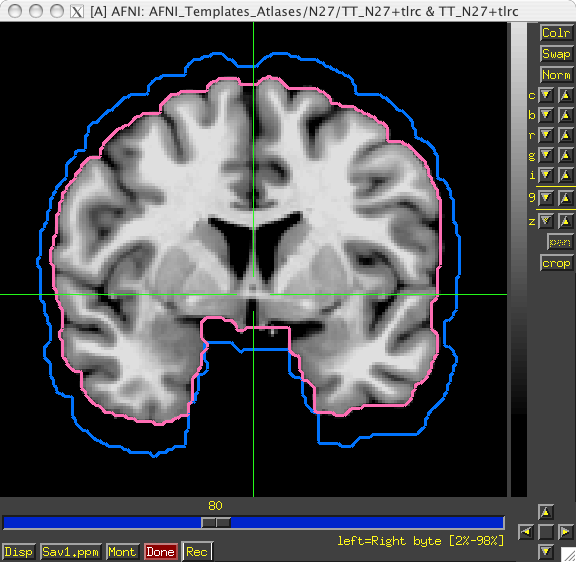 [A] AFNI: AFNI_Templates_Atlases/N27/TT_N27+tlrc & TT_N27+tlrc
Colr
Swap
Norm
c
b
r
g
i
9
z
pan
crop
80
left=Right byte [2%-98%]
Disp Sav1.ppm Mont Done Rec